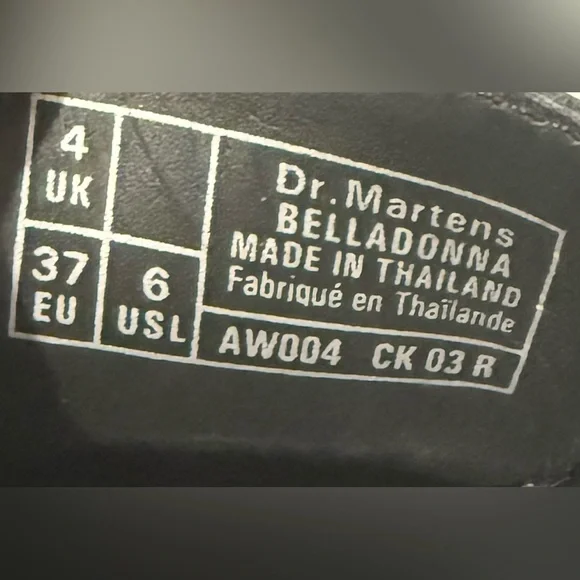 4
UK
37
EU
6
USL
Dr.Martens
BELLADONNA
MADE IN THAILAND
Fabriqué en Thaïlande
AW004 CK 03 R